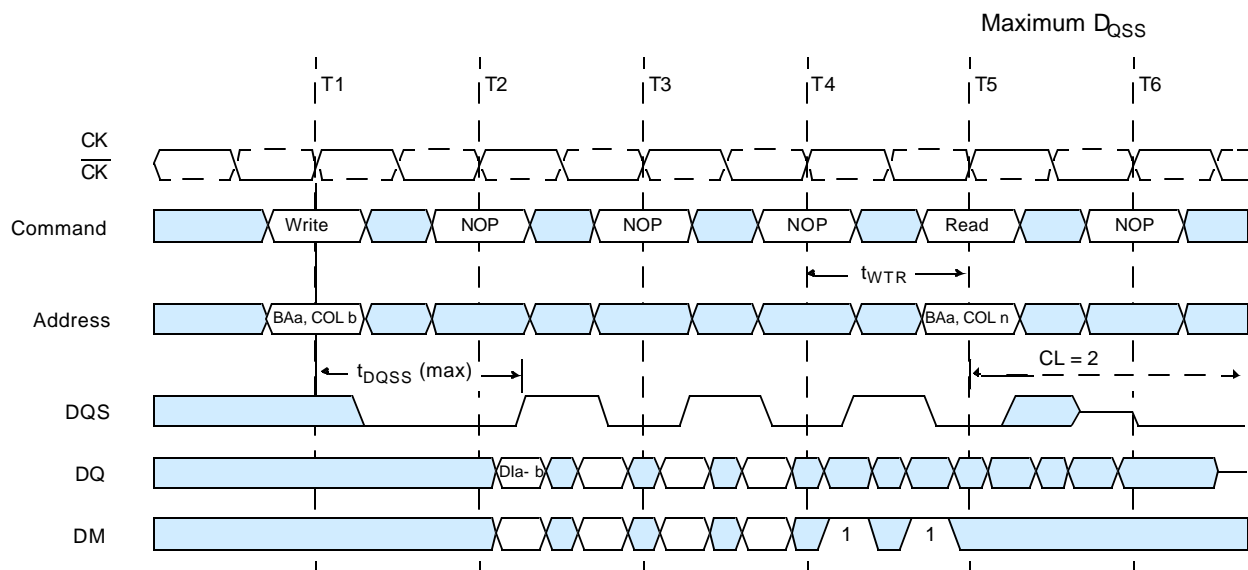 Maximum DQSS
T1 T2 T3 T4 T5 T6
CK
CK
Command Write NOP NOP NOP Read NOP
tWTR
Address BAa, COL b BAa, COL n
tDQSS (max) CL = 2
DQS
DQ DIa- b
DM 1 1